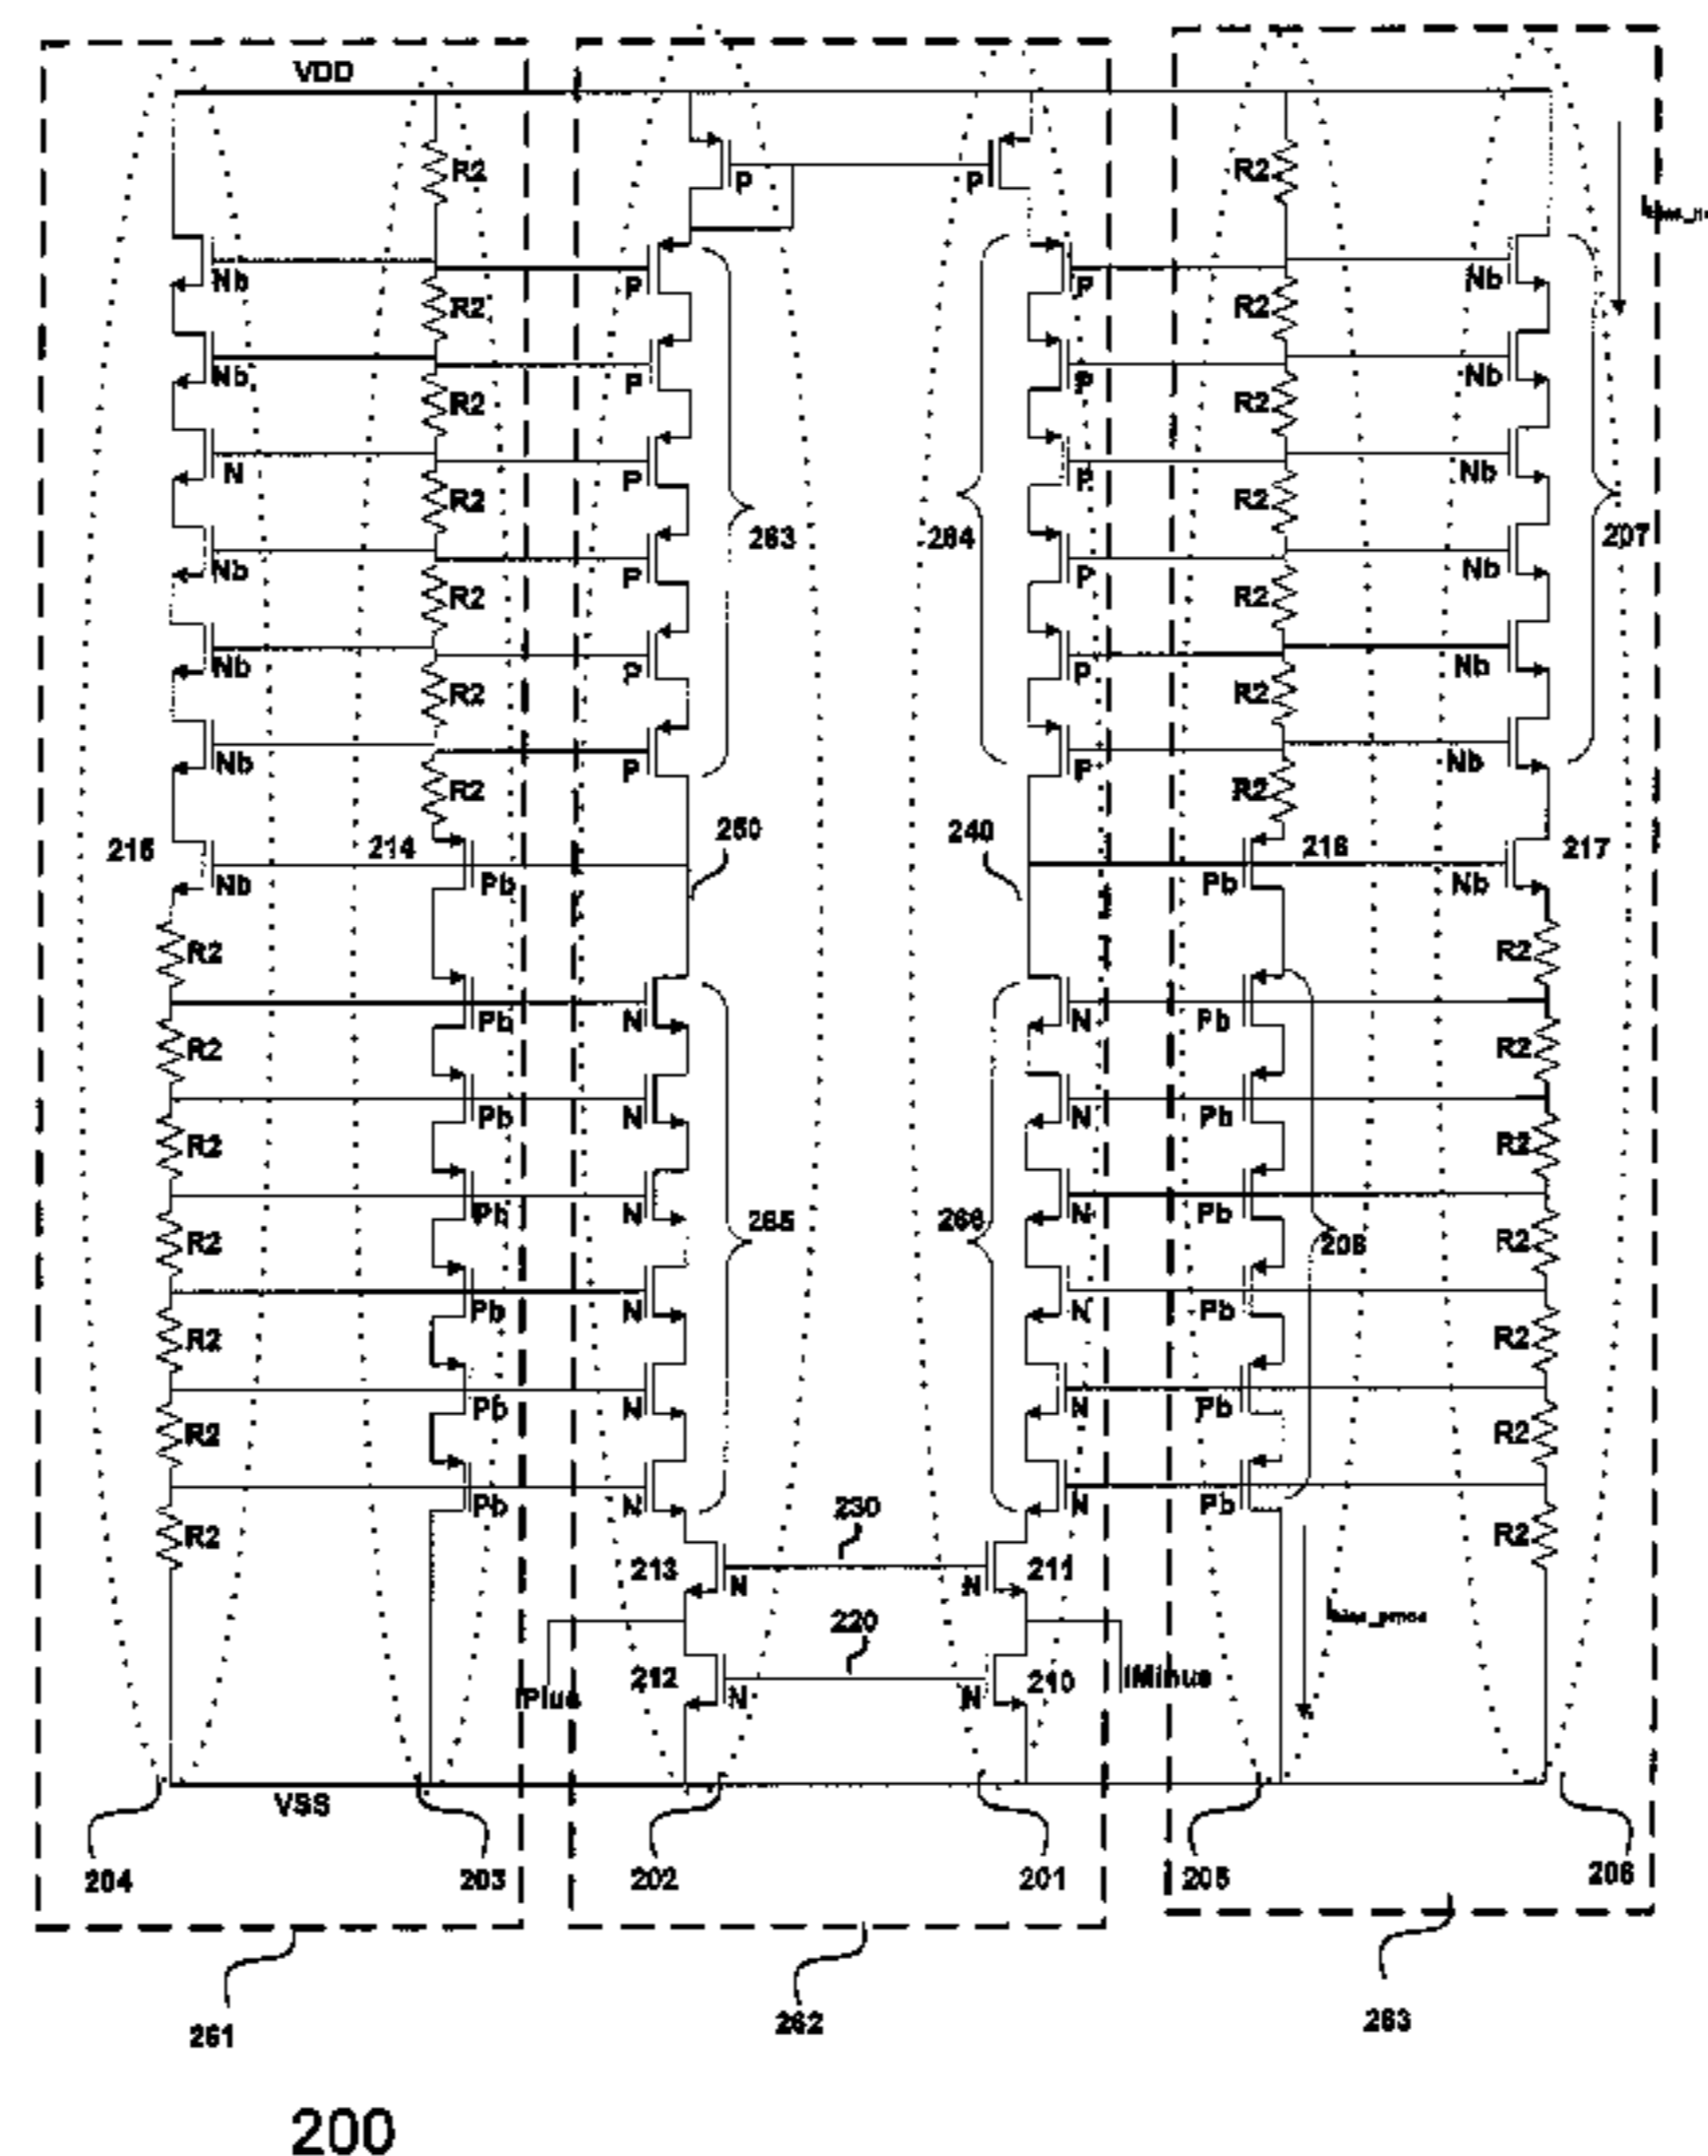 VDD
R2 P P R2
Nb P P Nb
R2 R2
Nb P P Nb
R2 R2
N P P Nb
R2 263 264 R2 207
Nb P P Nb
R2 R2
Nb P P Nb
R2 R2
Nb P P Nb
R2 R2
215 214 250 240 216 217
Nb Pb Pb Nb
R2 R2
Pb N N Pb
R2 R2
Pb N N Pb
R2 R2
Pb N N Pb
R2 265 266 208 R2
Pb N N Pb
R2 R2
Pb N N Pb
R2 R2
Pb N N Pb
R2 230 R2
213 N N 211
220
212 N N 210
IPlus IMinus
VSS
204 203 202 201 205 206
261 262 263
200